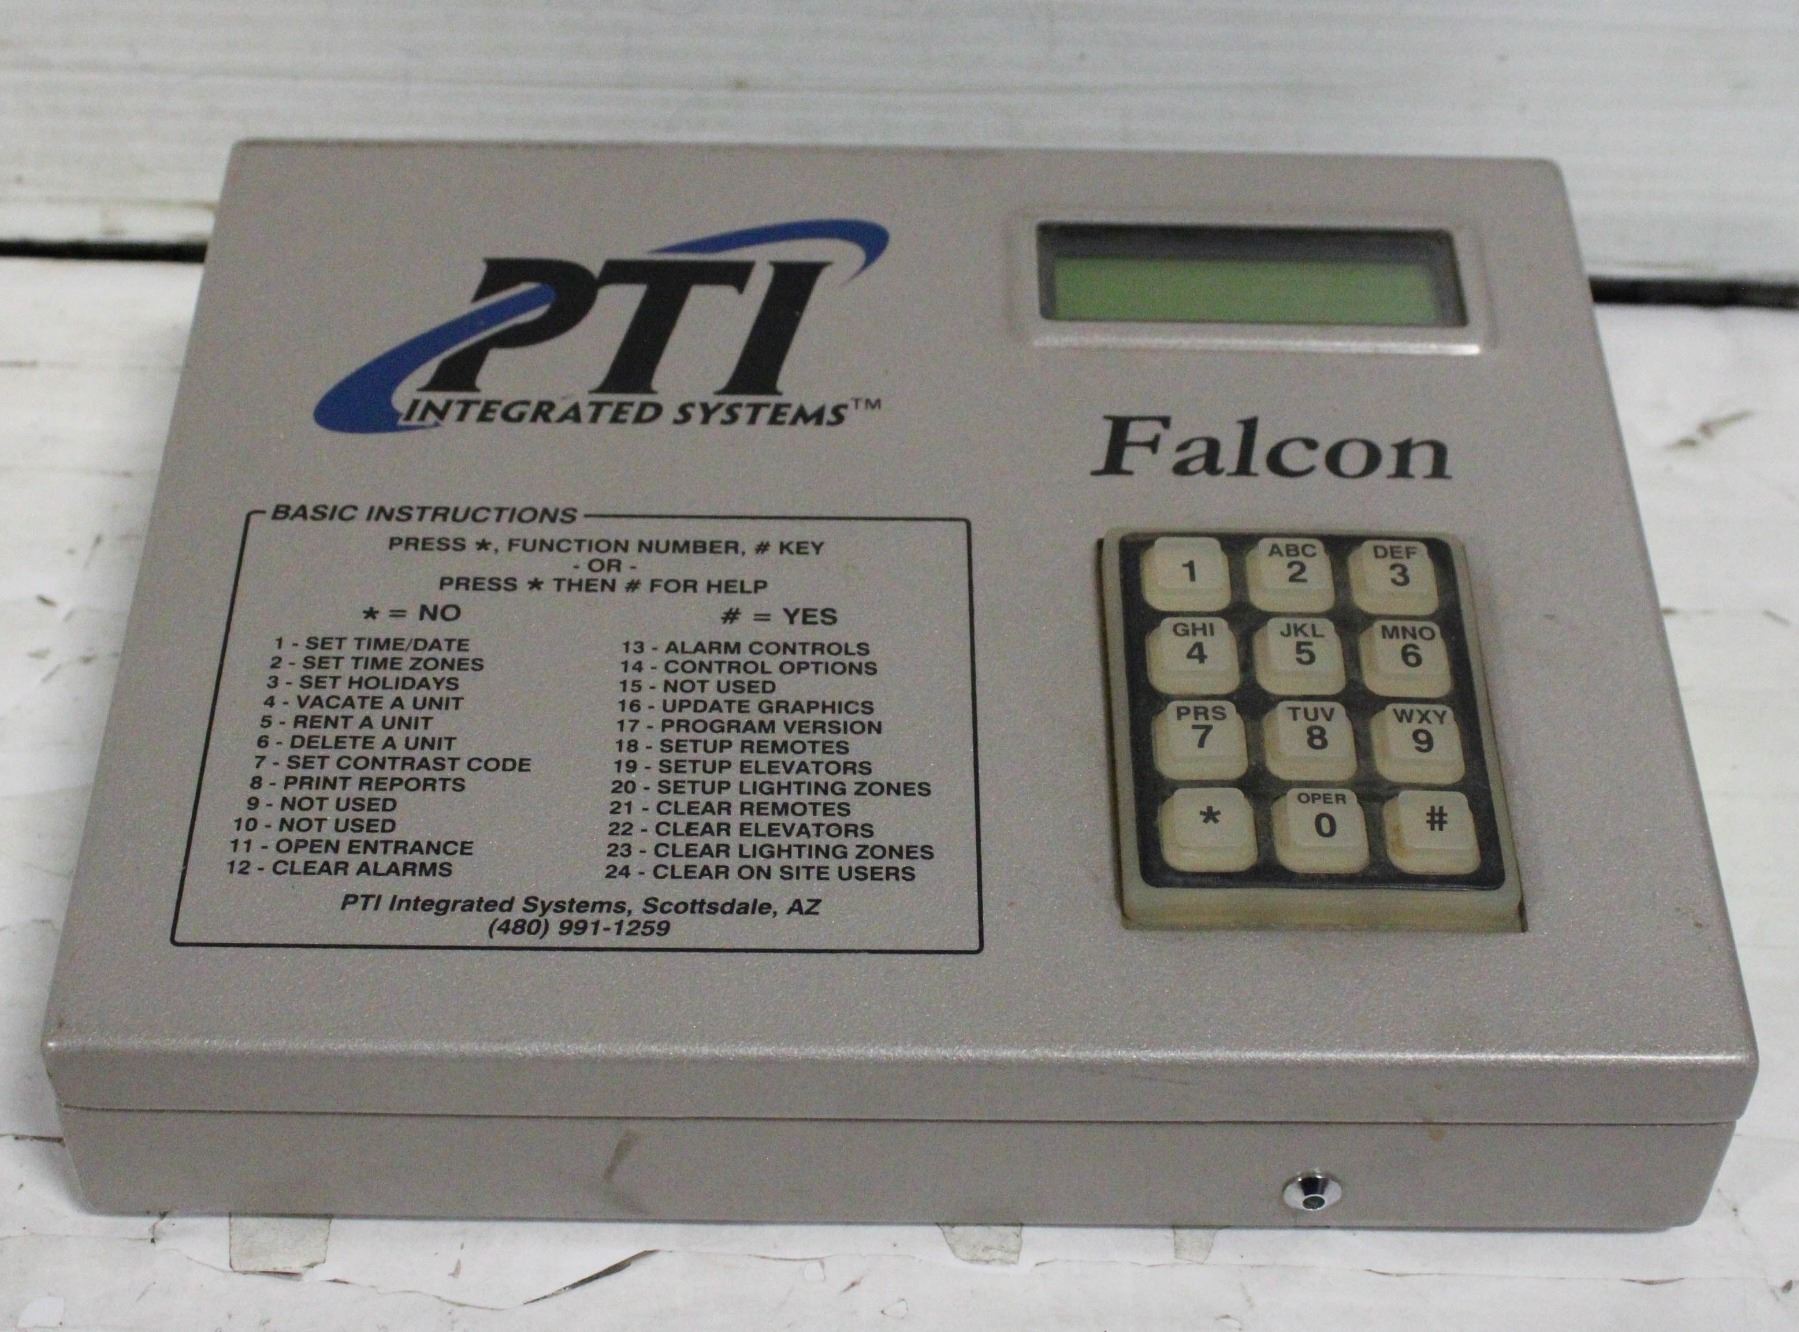 PTI
INTEGRATED SYSTEMS™
Falcon
BASIC INSTRUCTIONS
PRESS *, FUNCTION NUMBER, # KEY
- OR -
PRESS * THEN # FOR HELP
* = NO
# = YES
1 - SET TIME/DATE
2 - SET TIME ZONES
3 - SET HOLIDAYS
4 - VACATE A UNIT
5 - RENT A UNIT
6 - DELETE A UNIT
7 - SET CONTRAST CODE
8 - PRINT REPORTS
9 - NOT USED
10 - NOT USED
11 - OPEN ENTRANCE
12 - CLEAR ALARMS
13 - ALARM CONTROLS
14 - CONTROL OPTIONS
15 - NOT USED
16 - UPDATE GRAPHICS
17 - PROGRAM VERSION
18 - SETUP REMOTES
19 - SETUP ELEVATORS
20 - SETUP LIGHTING ZONES
21 - CLEAR REMOTES
22 - CLEAR ELEVATORS
23 - CLEAR LIGHTING ZONES
24 - CLEAR ON SITE USERS
PTI Integrated Systems, Scottsdale, AZ
(480) 991-1259
1
ABC
2
DEF
3
GHI
4
JKL
5
MNO
6
PRS
7
TUV
8
WXY
9
*
OPER
0
#